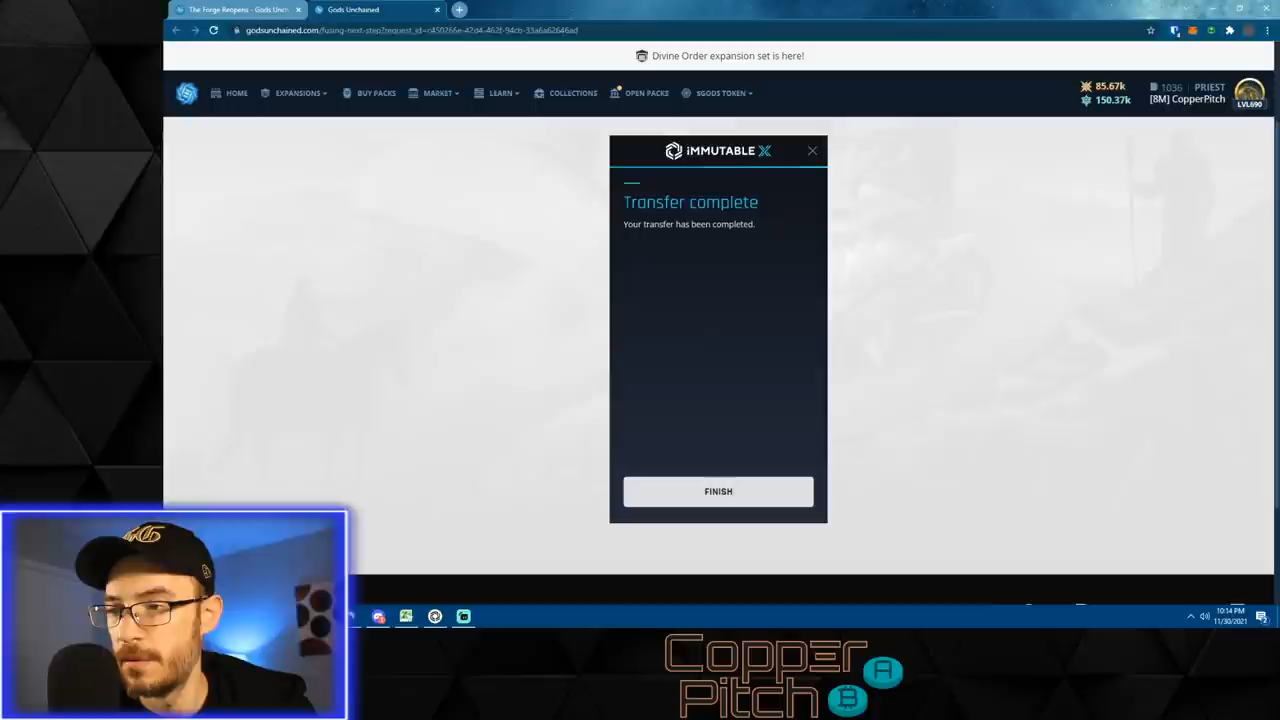 The Forge Reopens - Gods Unch
Gods Unchained
Divine Order expansion set is here!
HOME
EXPANSIONS
BUY PACKS
MARKET
LEARN
COLLECTIONS
OPEN PACKS
$GODS TOKEN
85.67k
150.37k
1036 | PRIEST
[8M] CopperPitch
LVL690
iMMUTABLE X
Transfer complete
Your transfer has been completed.
FINISH
10:14 PM
11/30/2021
Copper
Pitch
A
B